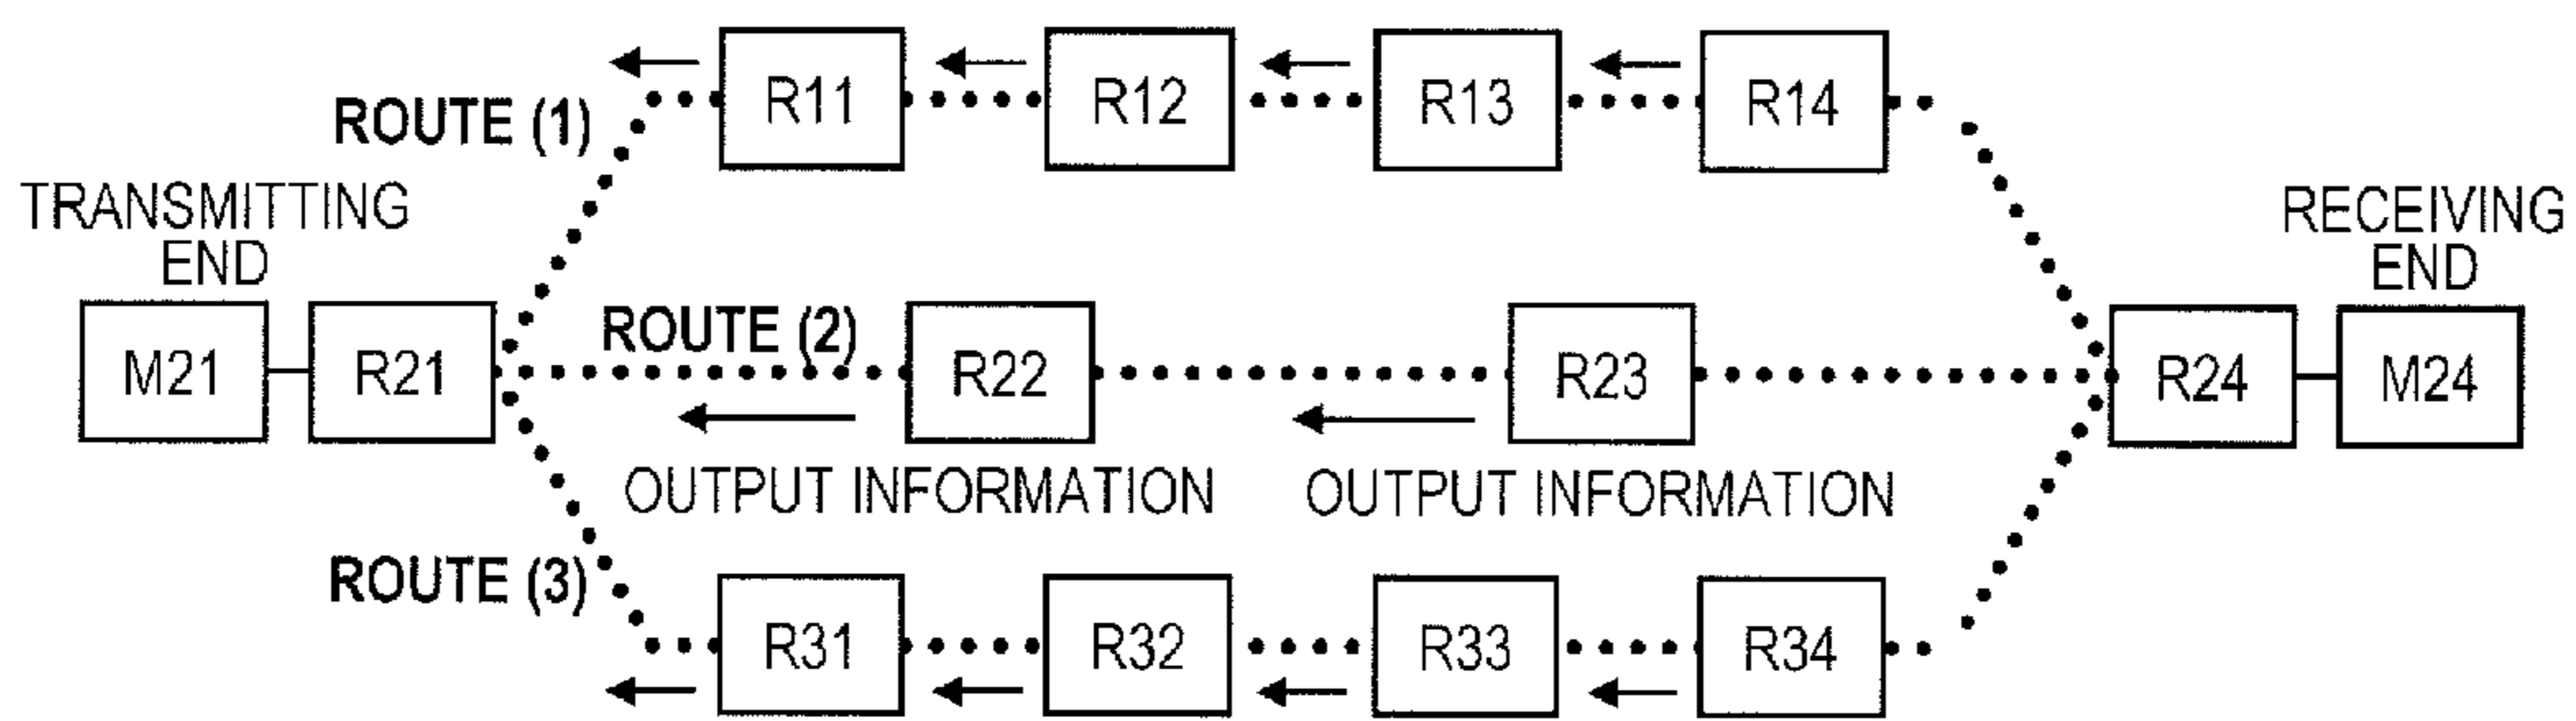 R11
R12
R13
R14
ROUTE (1)
TRANSMITTING
END
RECEIVING
END
M21
R21
ROUTE (2)
R22
R23
R24
M24
OUTPUT INFORMATION
OUTPUT INFORMATION
ROUTE (3)
R31
R32
R33
R34